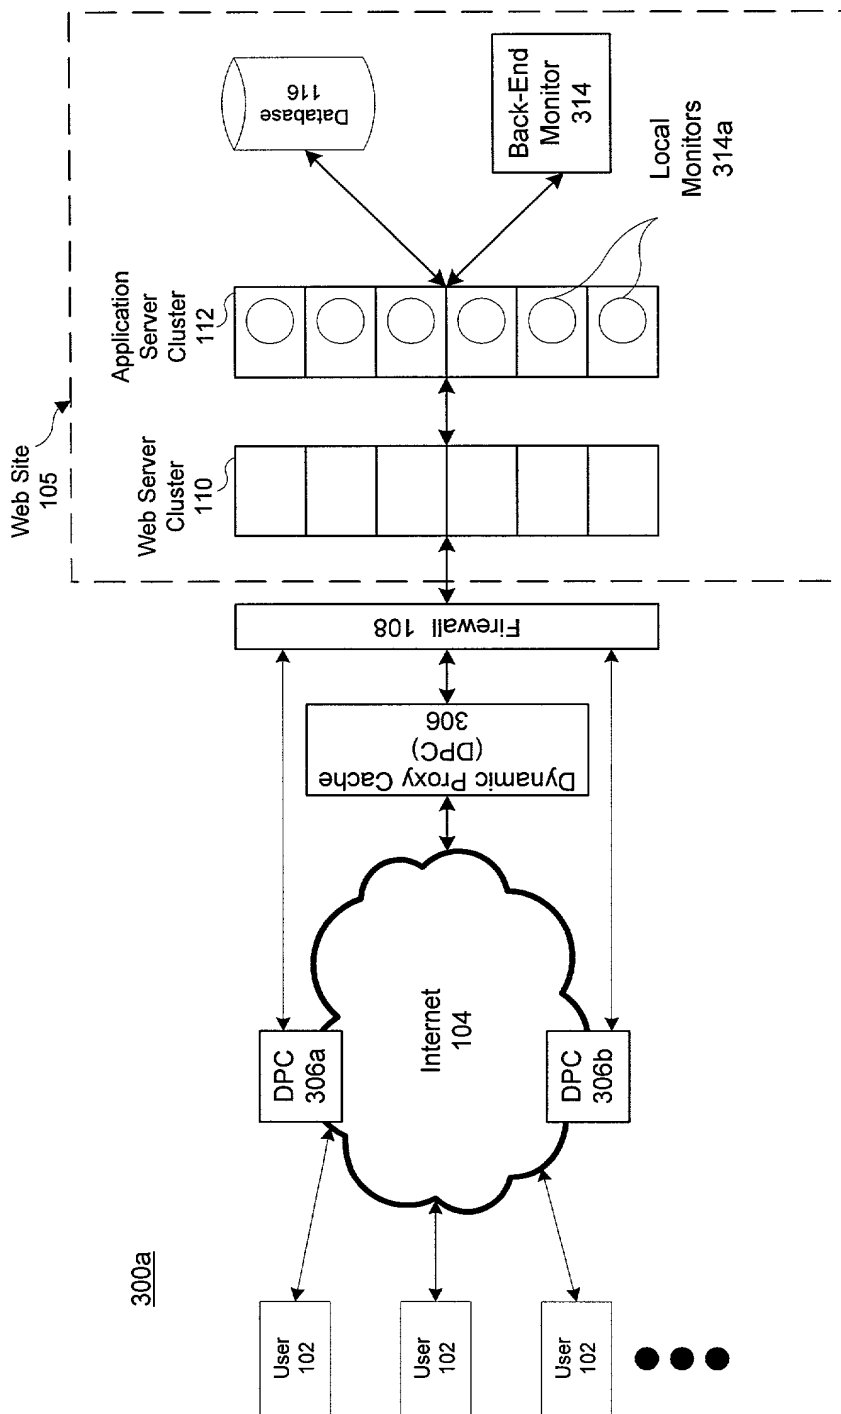 300a
User
102
User
102
User
102
DPC
306a
Internet
104
DPC
306b
Dynamic Proxy Cache
(DPC)
306
Firewall 108
Web Site
105
Web Server
Cluster
110
Application
Server
Cluster
112
Database
116
Back-End
Monitor
314
Local
Monitors
314a